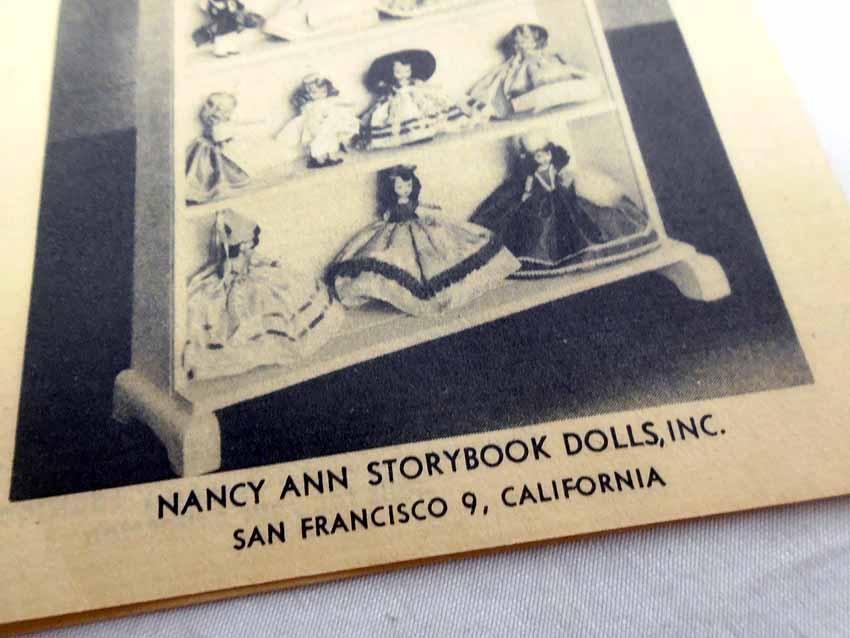 NANCY ANN STORYBOOK DOLLS, INC.
SAN FRANCISCO 9, CALIFORNIA